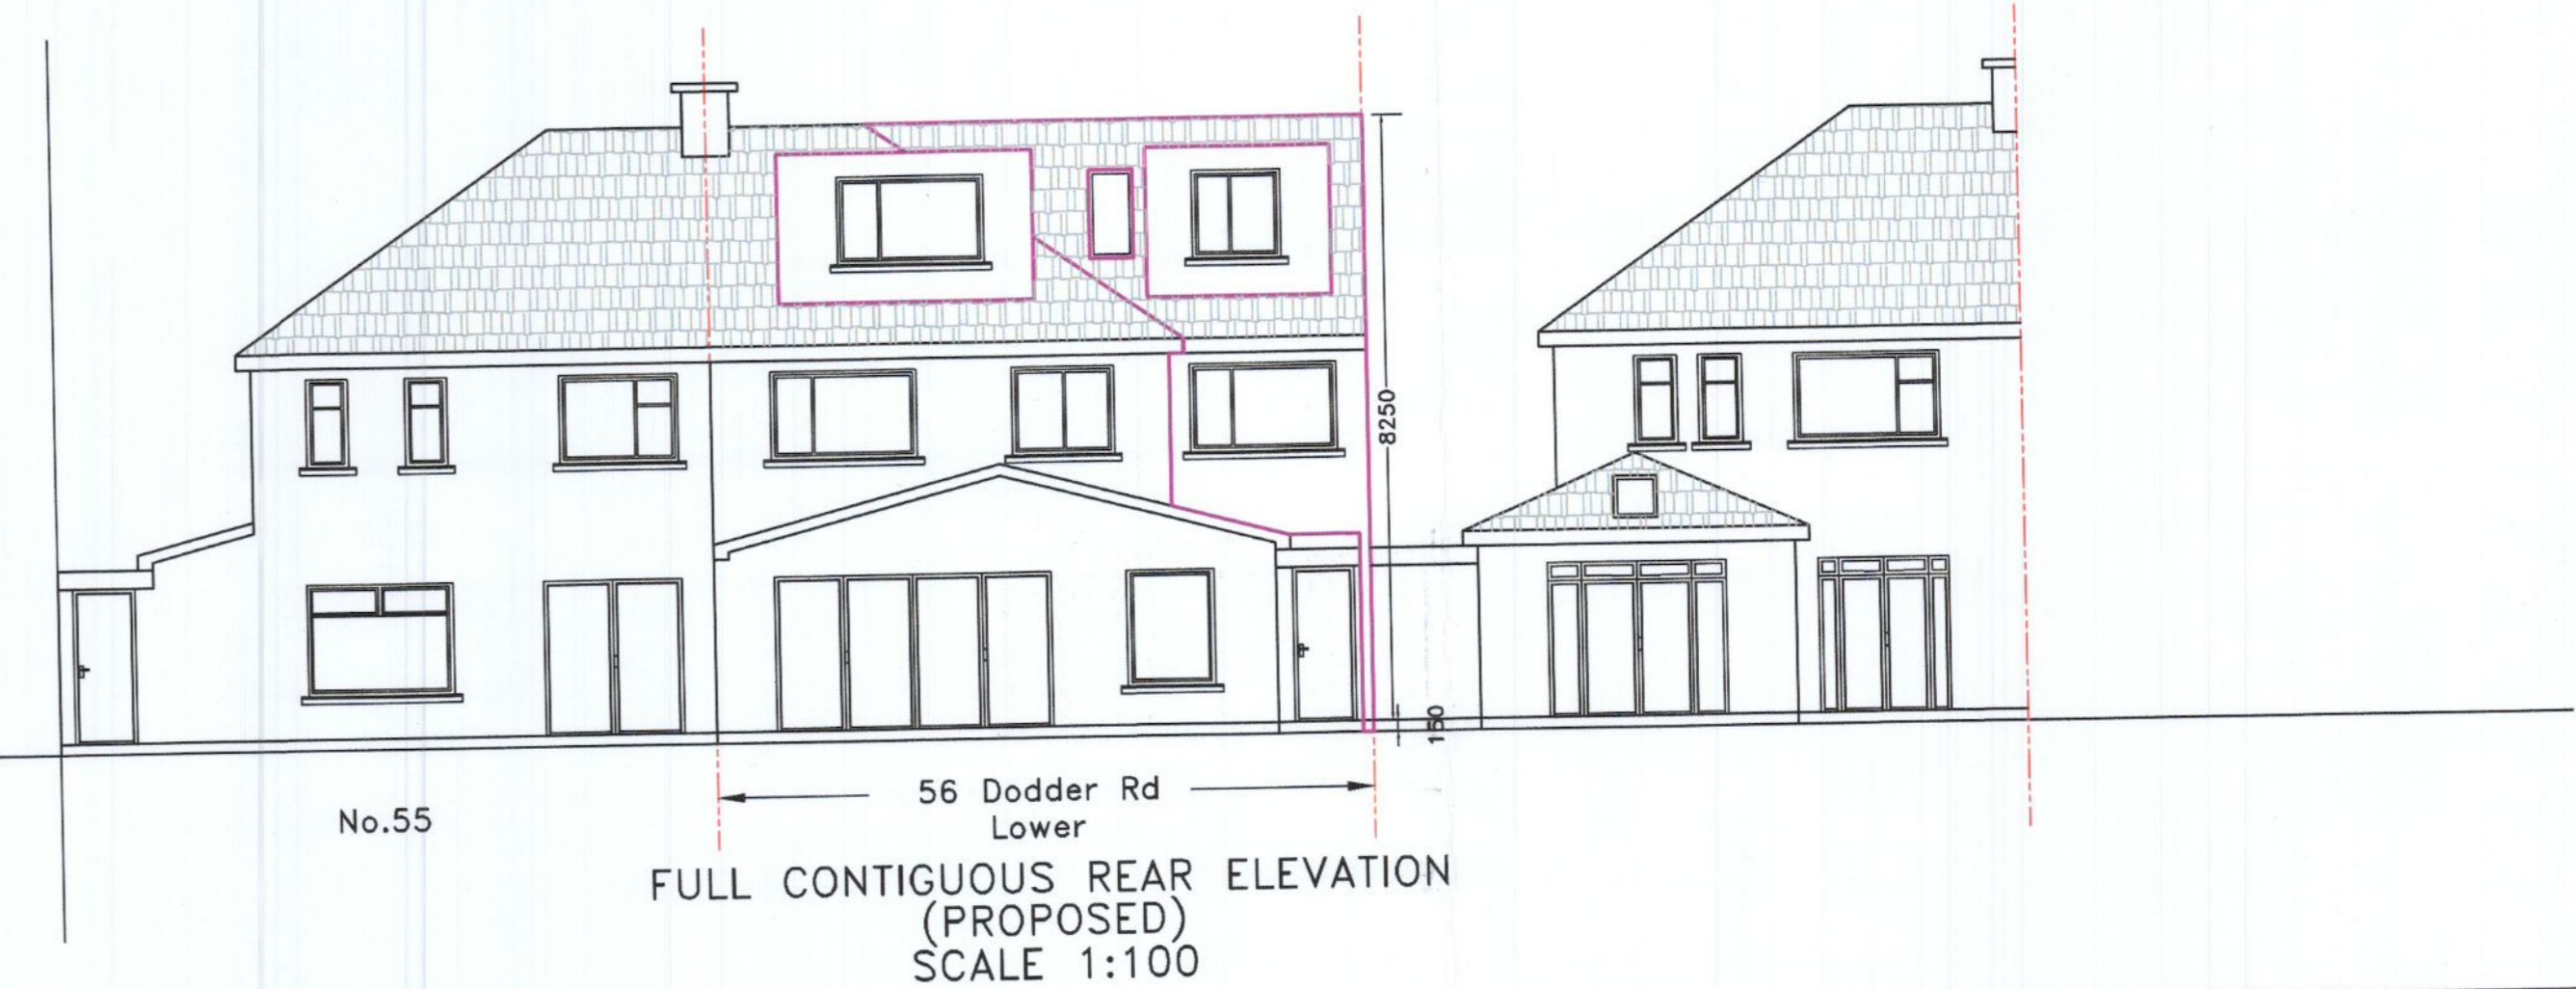 8250
150
56 Dodder Rd
Lower
No.55
FULL CONTIGUOUS REAR ELEVATION
(PROPOSED)
SCALE 1:100